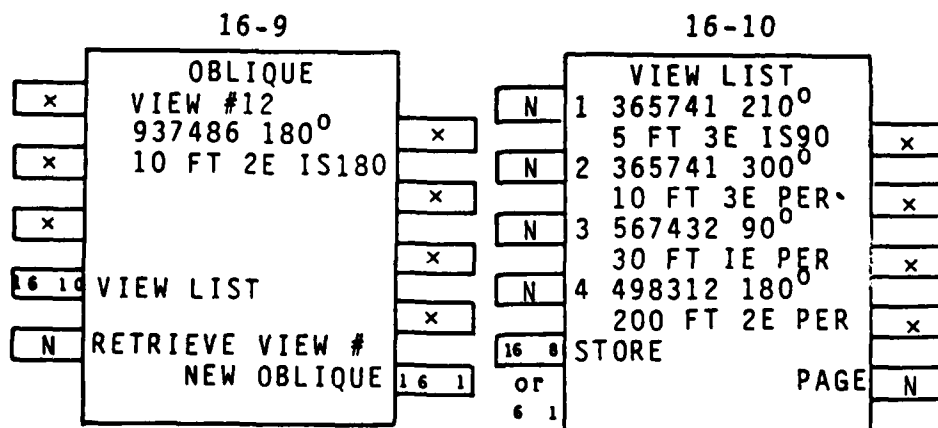 16-9
OBLIQUE
× VIEW #12
937486 180° ×
× 10 FT 2E IS180
×
×
×
16 10 VIEW LIST
×
N RETRIEVE VIEW #
NEW OBLIQUE 16 1
16-10
VIEW LIST
N 1 365741 210°
5 FT 3E IS90 ×
N 2 365741 300°
10 FT 3E PER ×
N 3 567432 90°
30 FT IE PER ×
N 4 498312 180°
200 FT 2E PER ×
16 8 STORE
or
PAGE N
6 1